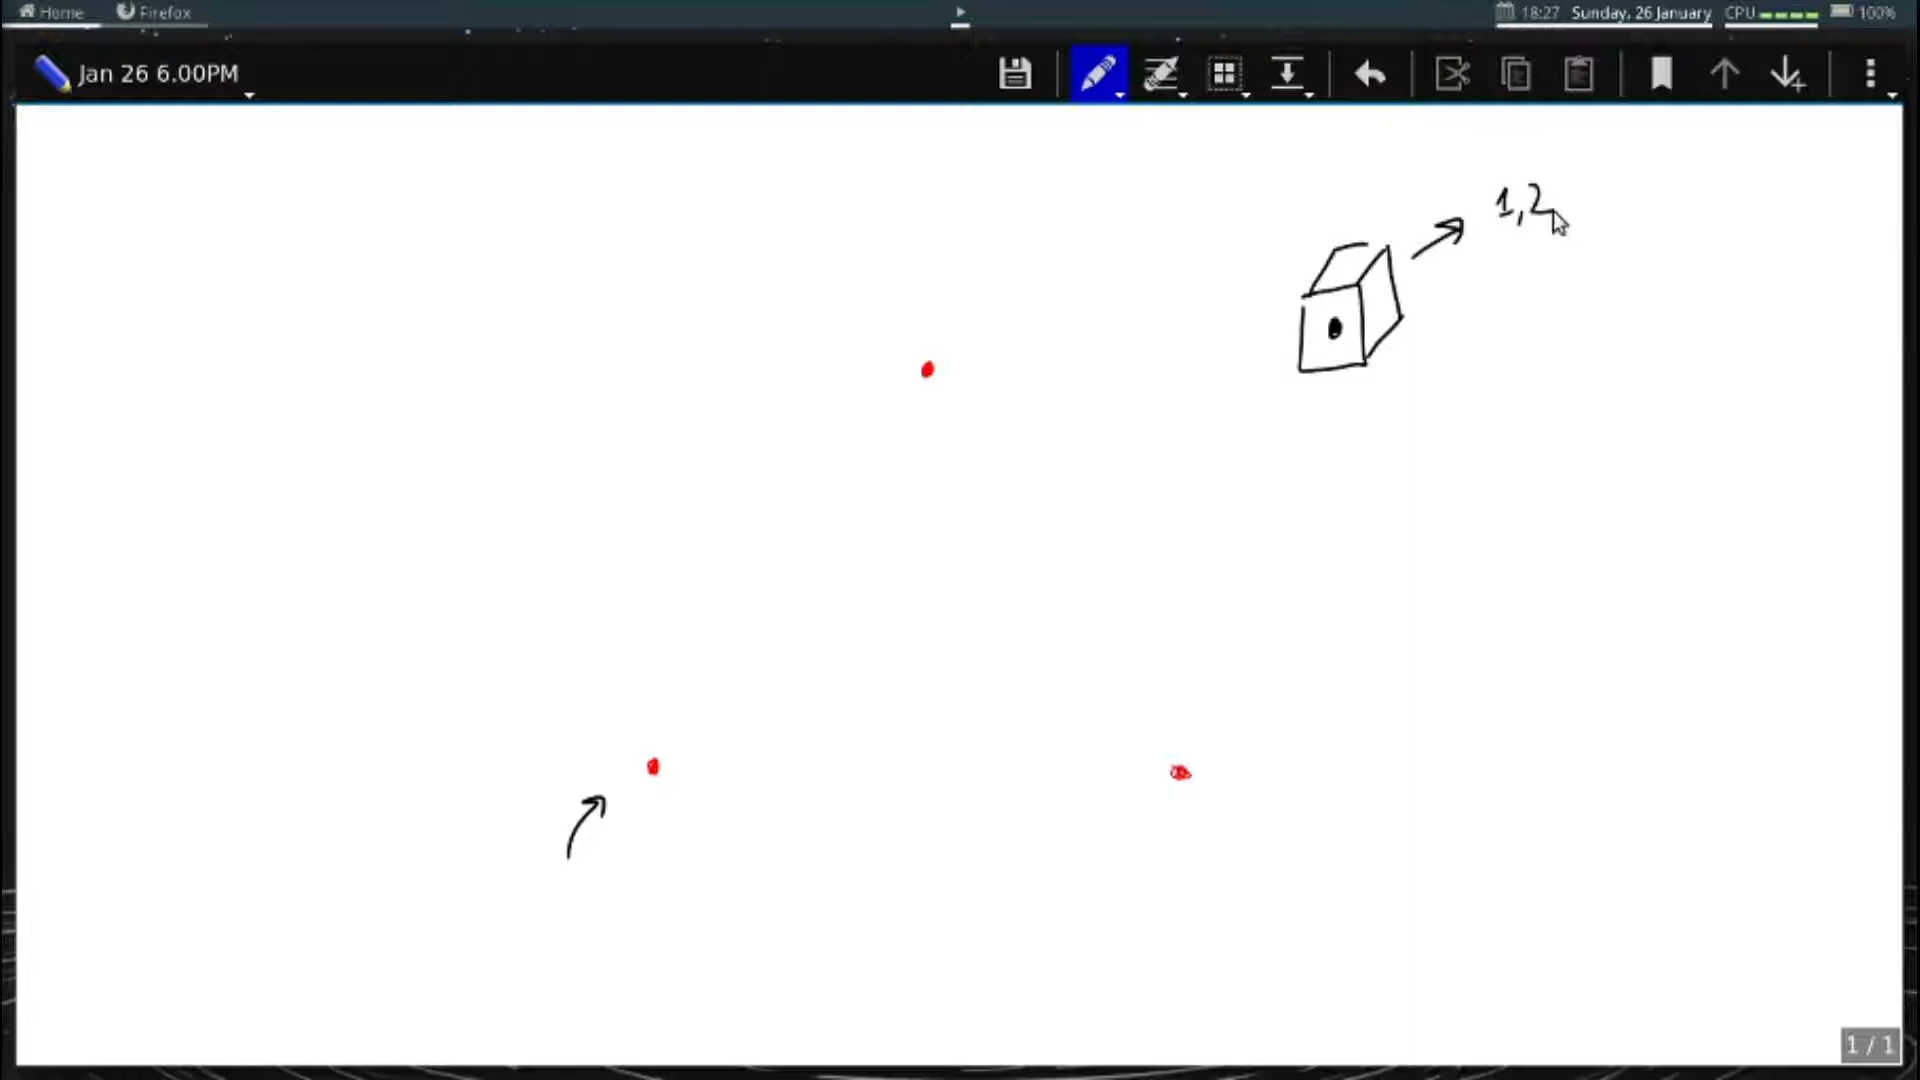 Home Firefox 18:27 Sunday, 26 January CPU 100%
Jan 26 6.00PM
1,2
1 / 1